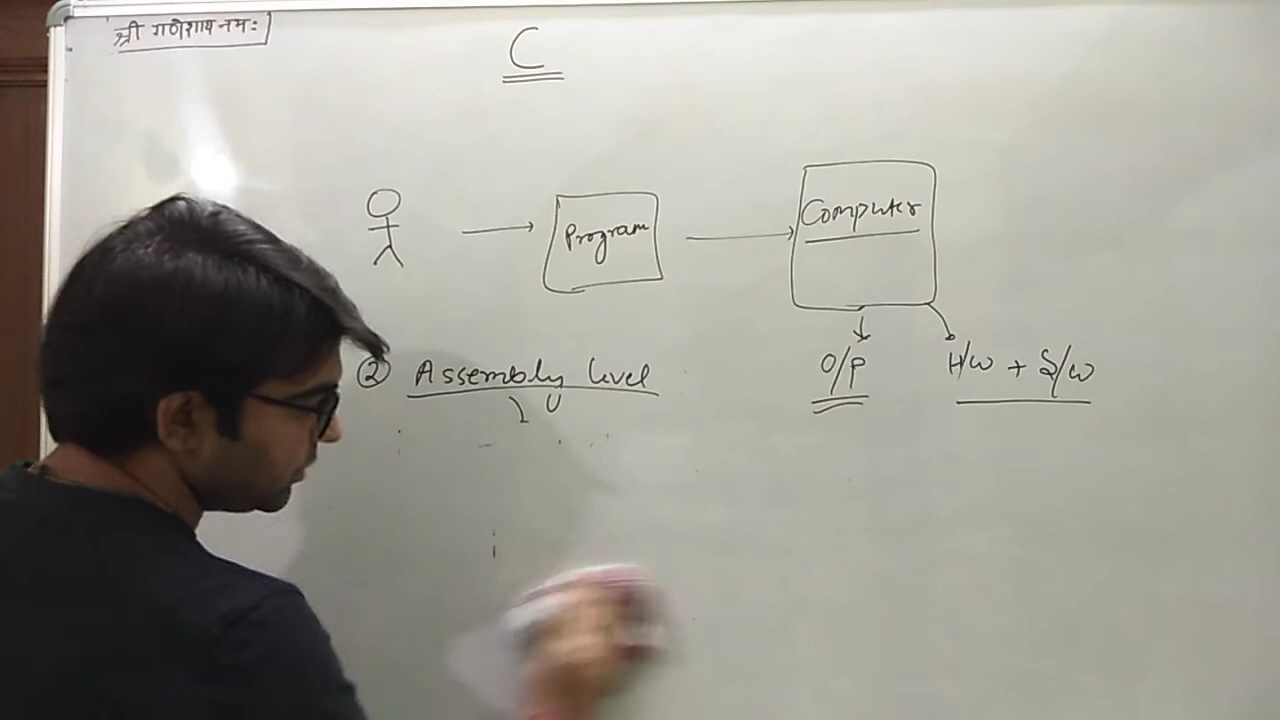 श्री गणेशाय नमः
C
Program
Computer
② Assembly level
O/P
H/W + S/W